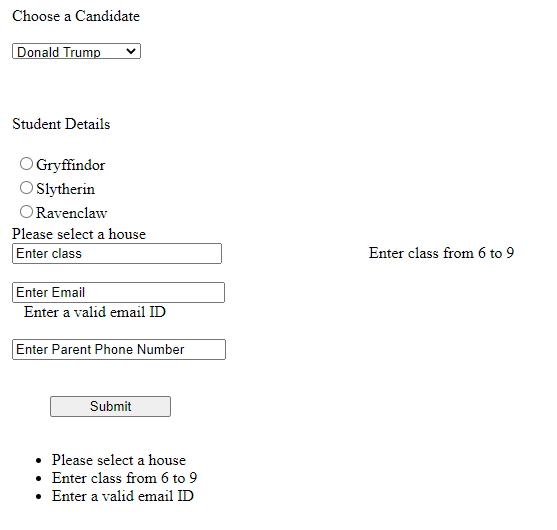 Choose a Candidate
Donald Trump
Student Details
Gryffindor
Slytherin
Ravenclaw
Please select a house
Enter class Enter class from 6 to 9
Enter Email
Enter a valid email ID
Enter Parent Phone Number
Submit
Please select a house
Enter class from 6 to 9
Enter a valid email ID